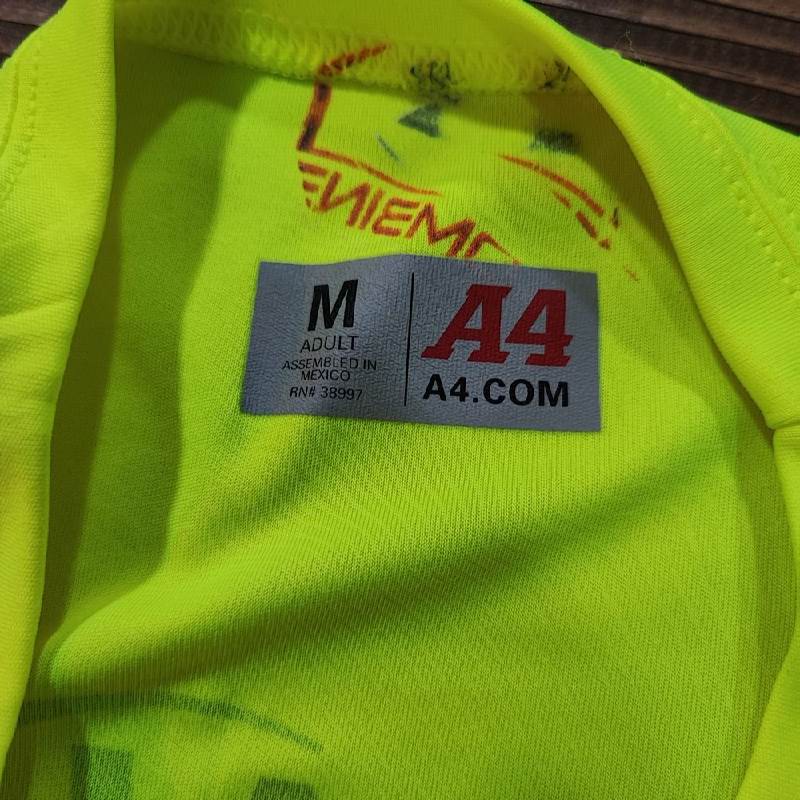 M
ADULT
ASSEMBLED IN
MEXICO
RN# 38997
A4
A4.COM